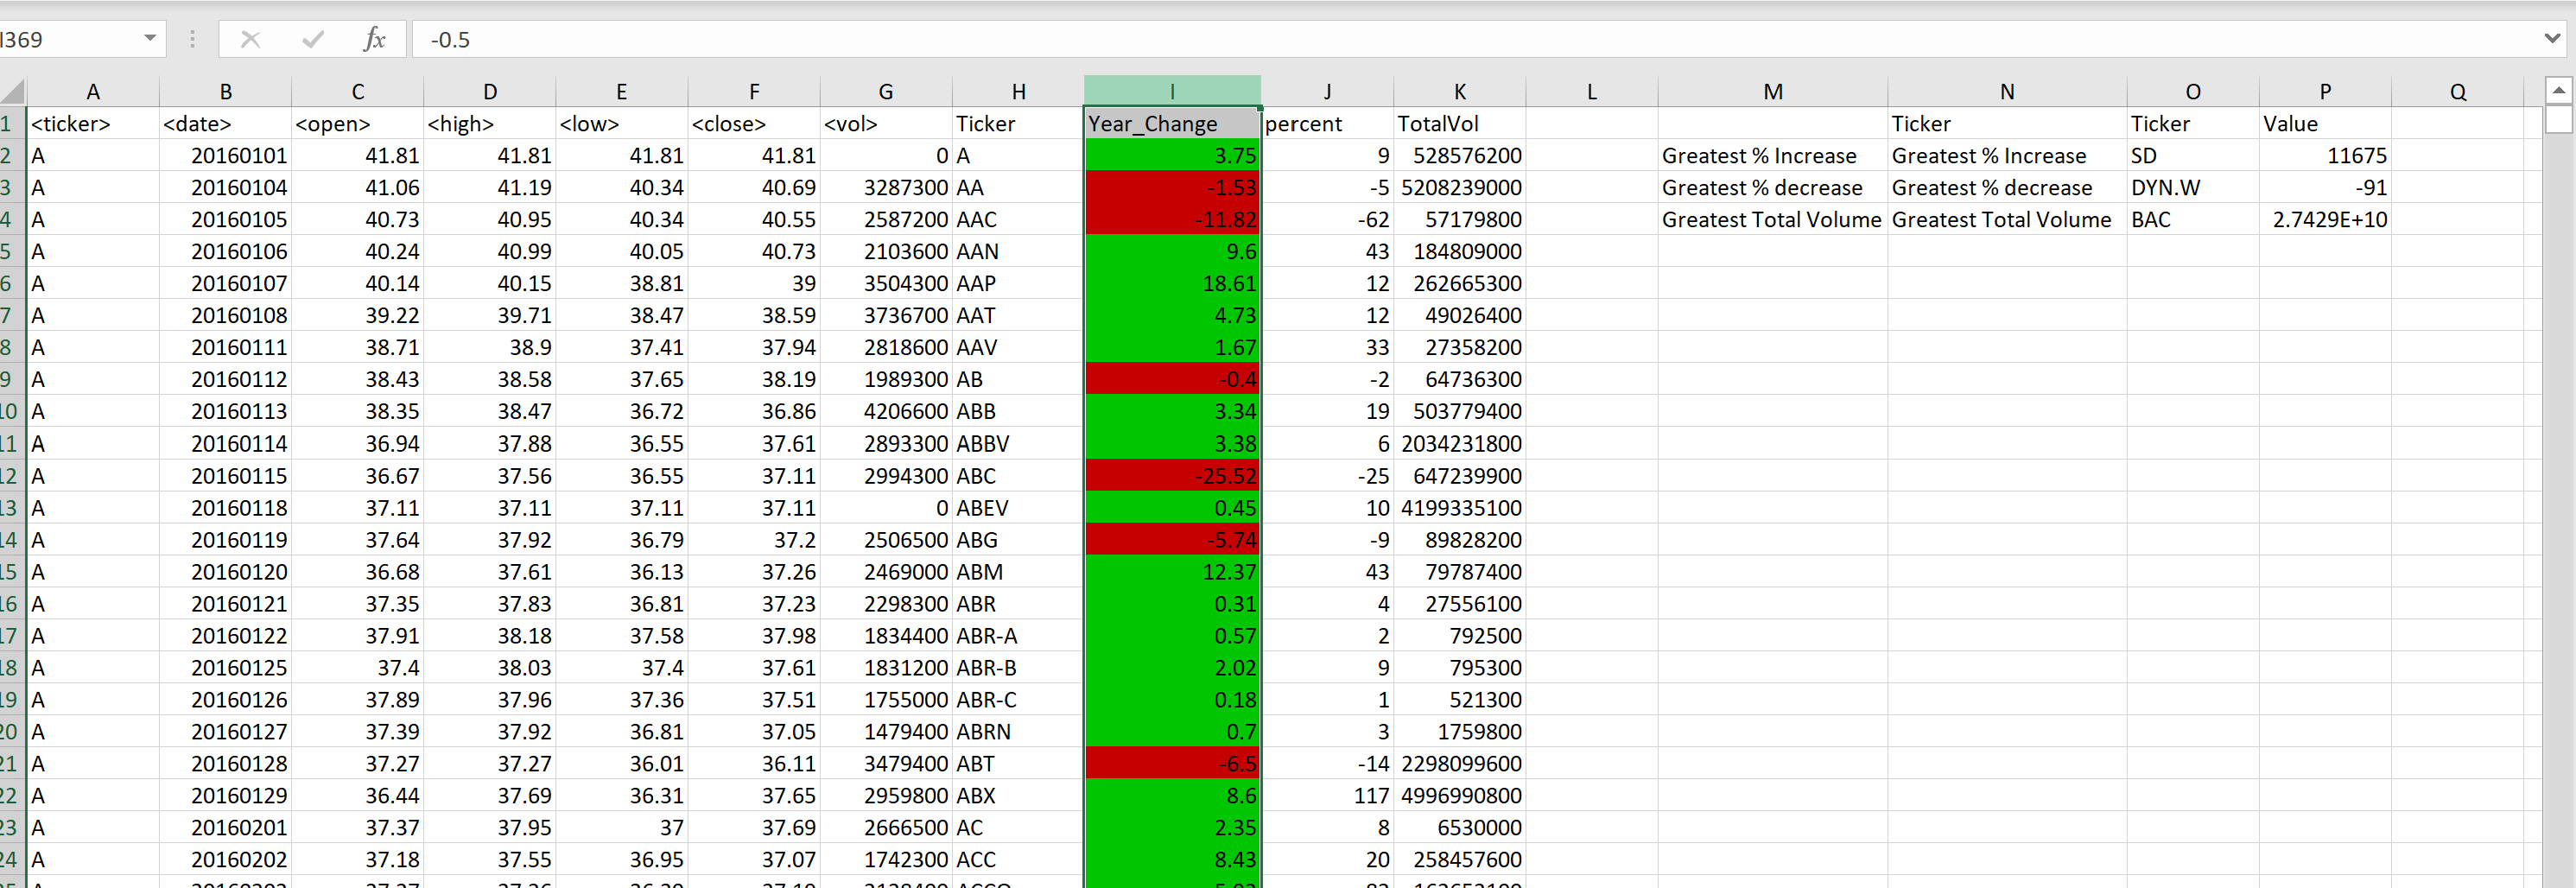 I369 fx -0.5
A B C D E F G H I J K L M N O P Q
1 <ticker> <date> <open> <high> <low> <close> <vol> Ticker Year_Change percent TotalVol Ticker Ticker Value
2 A 20160101 41.81 41.81 41.81 41.81 0 A 3.75 9 528576200 Greatest % Increase Greatest % Increase SD 11675
3 A 20160104 41.06 41.19 40.34 40.69 3287300 AA -1.53 -5 5208239000 Greatest % decrease Greatest % decrease DYN.W -91
4 A 20160105 40.73 40.95 40.34 40.55 2587200 AAC -11.82 -62 57179800 Greatest Total Volume Greatest Total Volume BAC 2.7429E+10
5 A 20160106 40.24 40.99 40.05 40.73 2103600 AAN 9.6 43 184809000
6 A 20160107 40.14 40.15 38.81 39 3504300 AAP 18.61 12 262665300
7 A 20160108 39.22 39.71 38.47 38.59 3736700 AAT 4.73 12 49026400
8 A 20160111 38.71 38.9 37.41 37.94 2818600 AAV 1.67 33 27358200
9 A 20160112 38.43 38.58 37.65 38.19 1989300 AB -0.4 -2 64736300
10 A 20160113 38.35 38.47 36.72 36.86 4206600 ABB 3.34 19 503779400
11 A 20160114 36.94 37.88 36.55 37.61 2893300 ABBV 3.38 6 2034231800
12 A 20160115 36.67 37.56 36.55 37.11 2994300 ABC -25.52 -25 647239900
13 A 20160118 37.11 37.11 37.11 37.11 0 ABEV 0.45 10 4199335100
14 A 20160119 37.64 37.92 36.79 37.2 2506500 ABG -5.74 -9 89828200
15 A 20160120 36.68 37.61 36.13 37.26 2469000 ABM 12.37 43 79787400
16 A 20160121 37.35 37.83 36.81 37.23 2298300 ABR 0.31 4 27556100
17 A 20160122 37.91 38.18 37.58 37.98 1834400 ABR-A 0.57 2 792500
18 A 20160125 37.4 38.03 37.4 37.61 1831200 ABR-B 2.02 9 795300
19 A 20160126 37.89 37.96 37.36 37.51 1755000 ABR-C 0.18 1 521300
20 A 20160127 37.39 37.92 36.81 37.05 1479400 ABRN 0.7 3 1759800
21 A 20160128 37.27 37.27 36.01 36.11 3479400 ABT -6.5 -14 2298099600
22 A 20160129 36.44 37.69 36.31 37.65 2959800 ABX 8.6 117 4996990800
23 A 20160201 37.37 37.95 37 37.69 2666500 AC 2.35 8 6530000
24 A 20160202 37.18 37.55 36.95 37.07 1742300 ACC 8.43 20 258457600